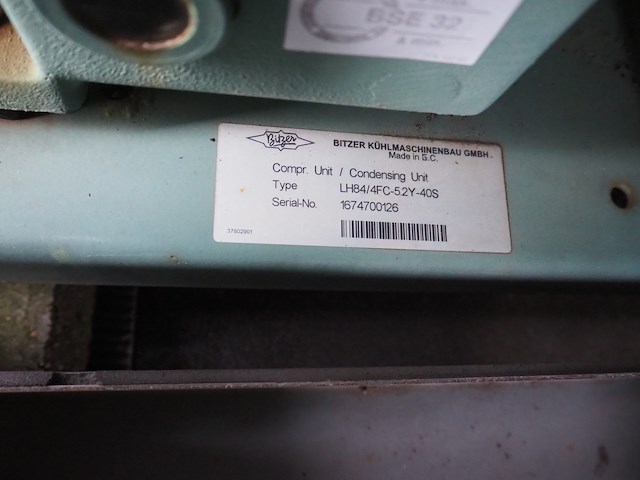 BSE 32
Bitzer
BITZER KÜHLMASCHINENBAU GMBH.
Made in G.C.
Compr. Unit / Condensing Unit
Type LH84/4FC-5.2Y-40S
Serial-No. 1674700126
37802901